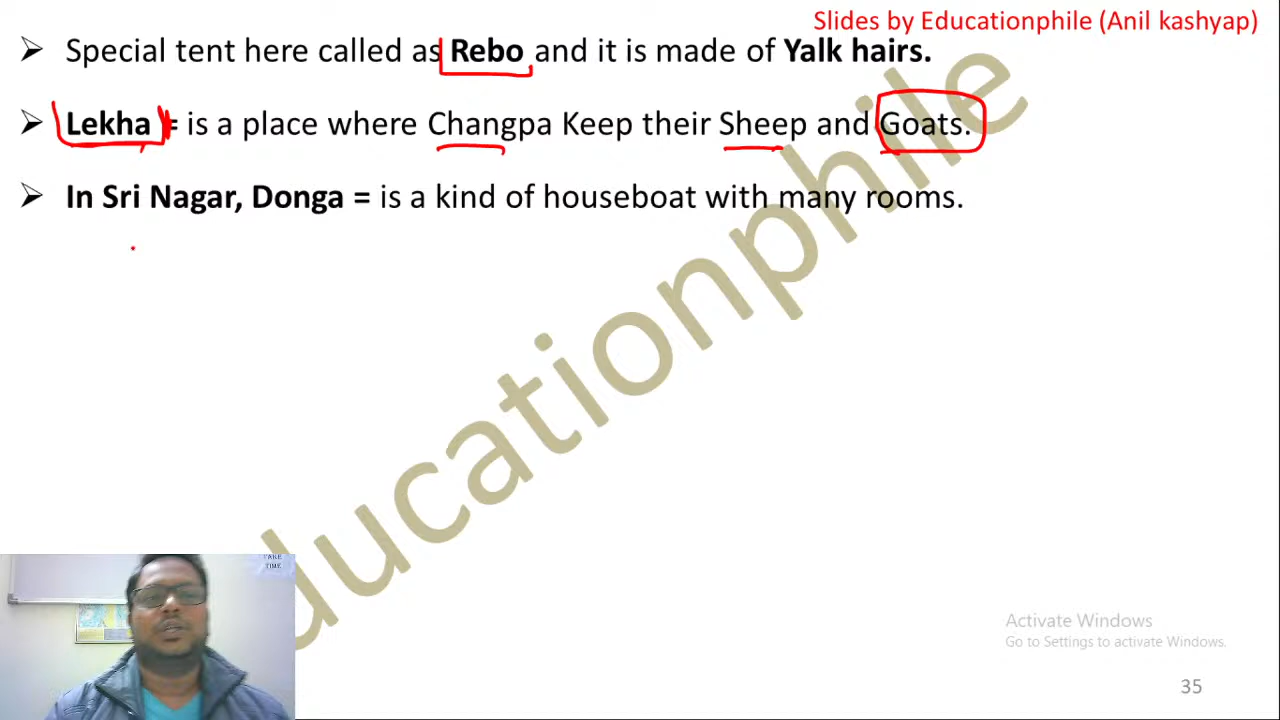 Slides by Educationphile (Anil kashyap)
➢ Special tent here called as Rebo and it is made of Yalk hairs.
➢ Lekha = is a place where Changpa Keep their Sheep and Goats.
➢ In Sri Nagar, Donga = is a kind of houseboat with many rooms.
Educationphile
TIME
Activate Windows
Go to Settings to activate Windows.
35